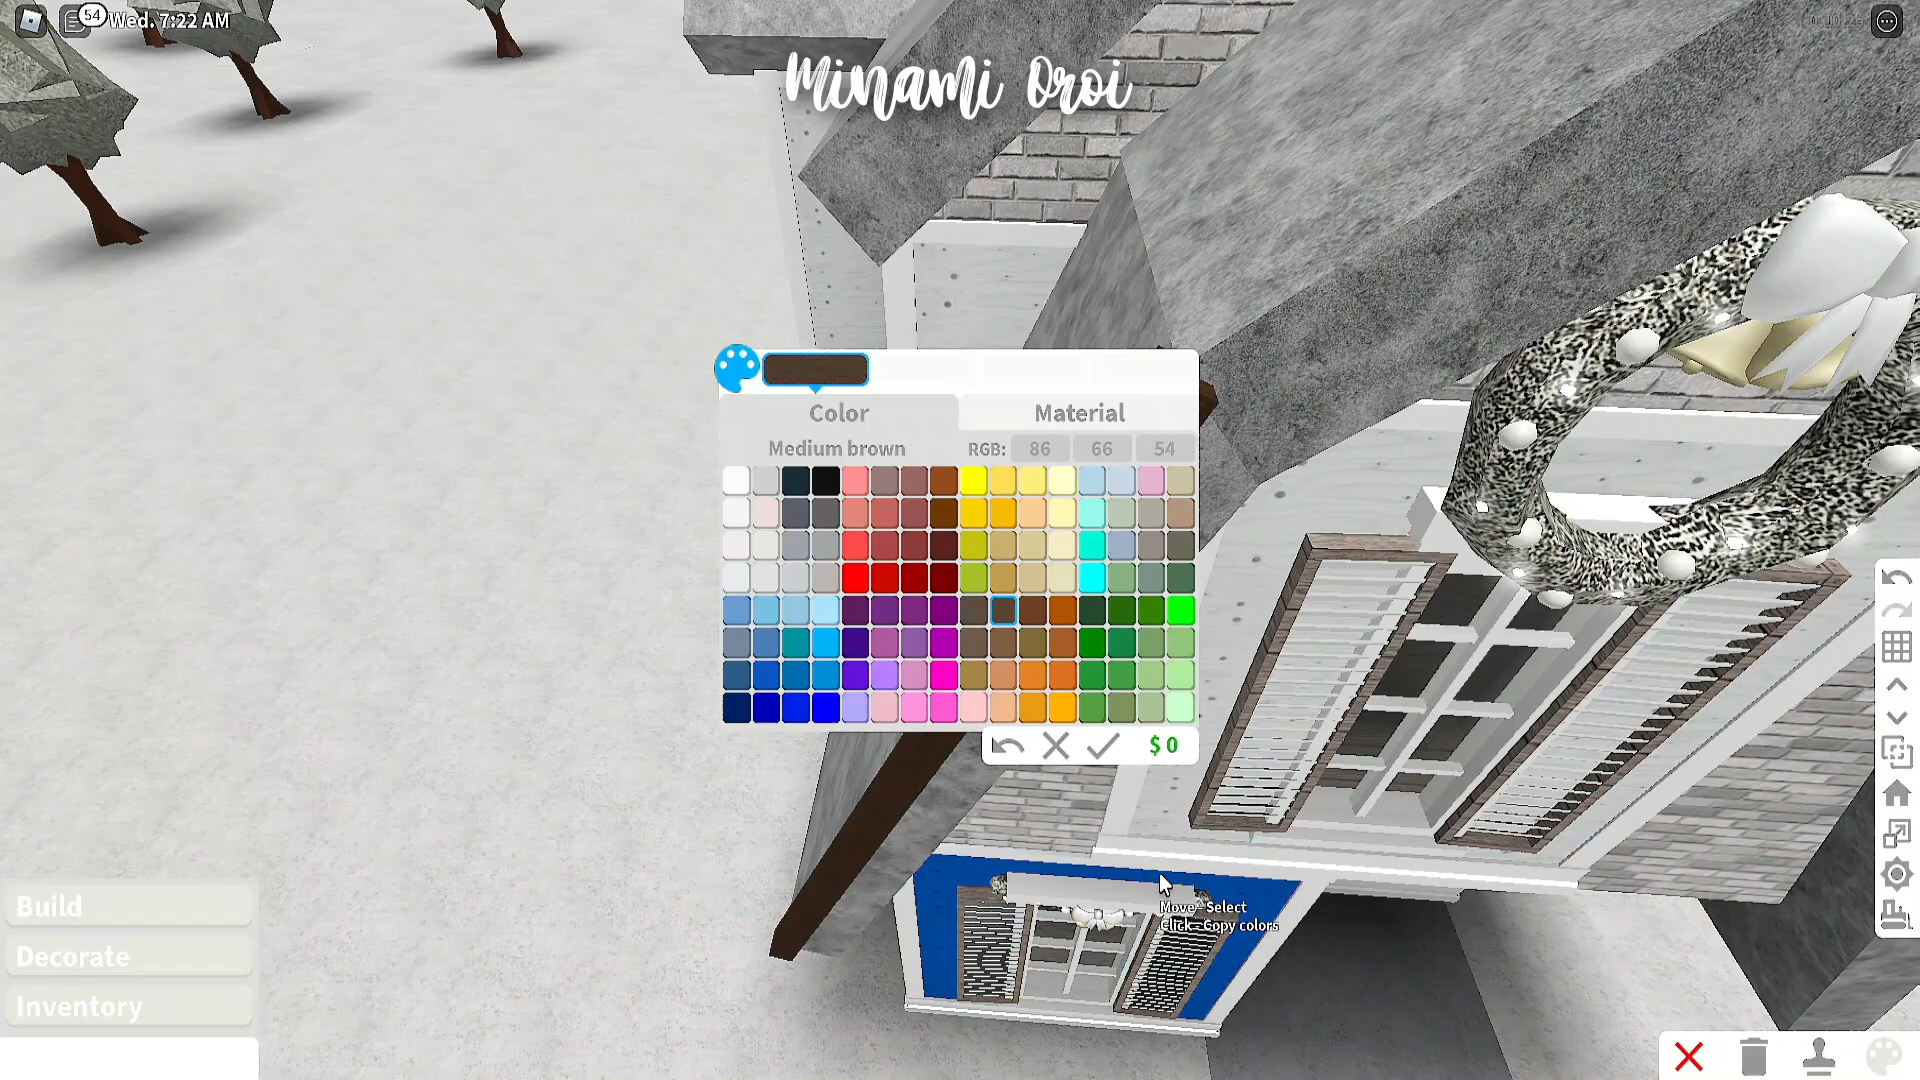 54
Wed. 7:22 AM
Minami Oroi
Color
Material
Medium brown
RGB: 86 66 54
$ 0
Move - Select
Click - Copy colors
Build
Decorate
Inventory